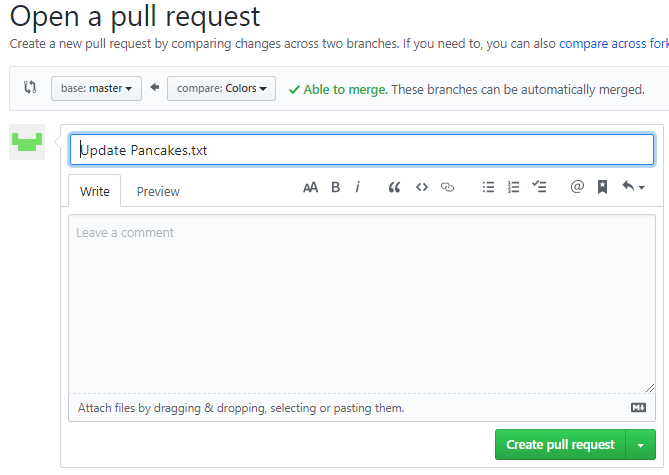 Open a pull request
Create a new pull request by comparing changes across two branches. If you need to, you can also compare across fork
base: master compare: Colors Able to merge. These branches can be automatically merged.
Update Pancakes.txt
Write Preview AA B i @
Leave a comment
Attach files by dragging & dropping, selecting or pasting them. M
Create pull request